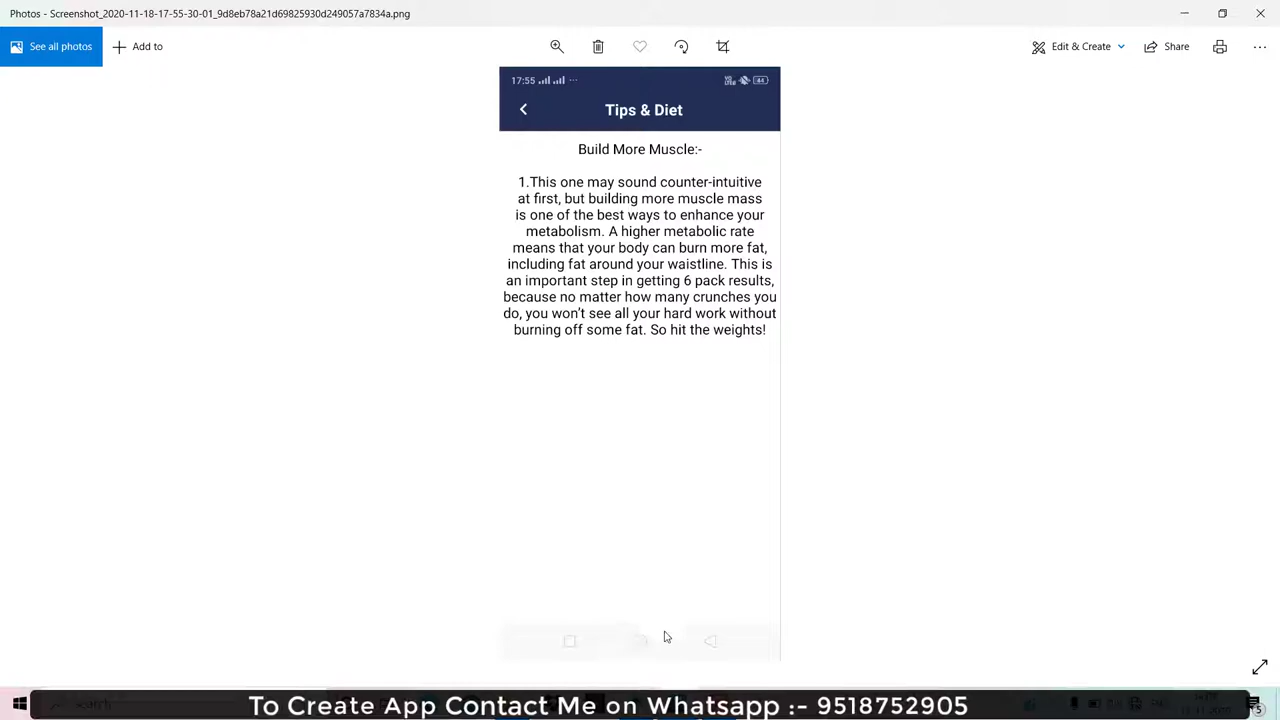 Photos - Screenshot_2020-11-18-17-55-30-01_9d8eb78a21d69825930d249057a7834a.png
See all photos
Add to
Edit & Create
Share
17:55
44
Tips & Diet
Build More Muscle:-
1.This one may sound counter-intuitive
at first, but building more muscle mass
is one of the best ways to enhance your
metabolism. A higher metabolic rate
means that your body can burn more fat,
including fat around your waistline. This is
an important step in getting 6 pack results,
because no matter how many crunches you
do, you won't see all your hard work without
burning off some fat. So hit the weights!
To Create App Contact Me on Whatsapp :- 9518752905
5